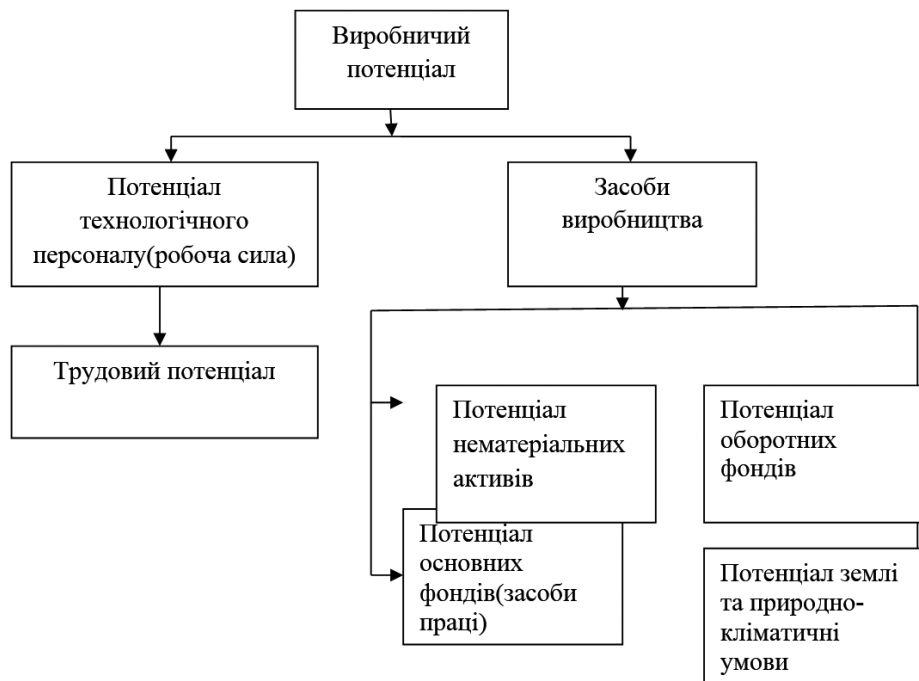 Виробничий
потенціал
Потенціал
технологічного
персоналу(робоча сила)
Засоби
виробництва
Трудовий потенціал
Потенціал
нематеріальних
активів
Потенціал
оборотних
фондів
Потенціал
основних
фондів(засоби
праці)
Потенціал землі
та природно-
кліматичні
умови